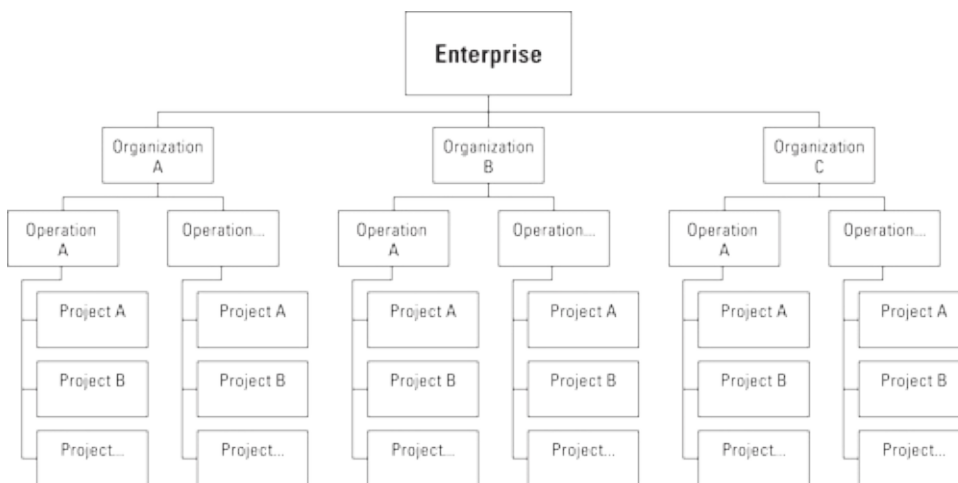 Enterprise
Organization
A
Organization
B
Organization
C
Operation
A
Operation...
Operation
A
Operation...
Operation
A
Operation...
Project A
Project A
Project A
Project A
Project A
Project A
Project B
Project B
Project B
Project B
Project B
Project B
Project...
Project...
Project...
Project...
Project...
Project...